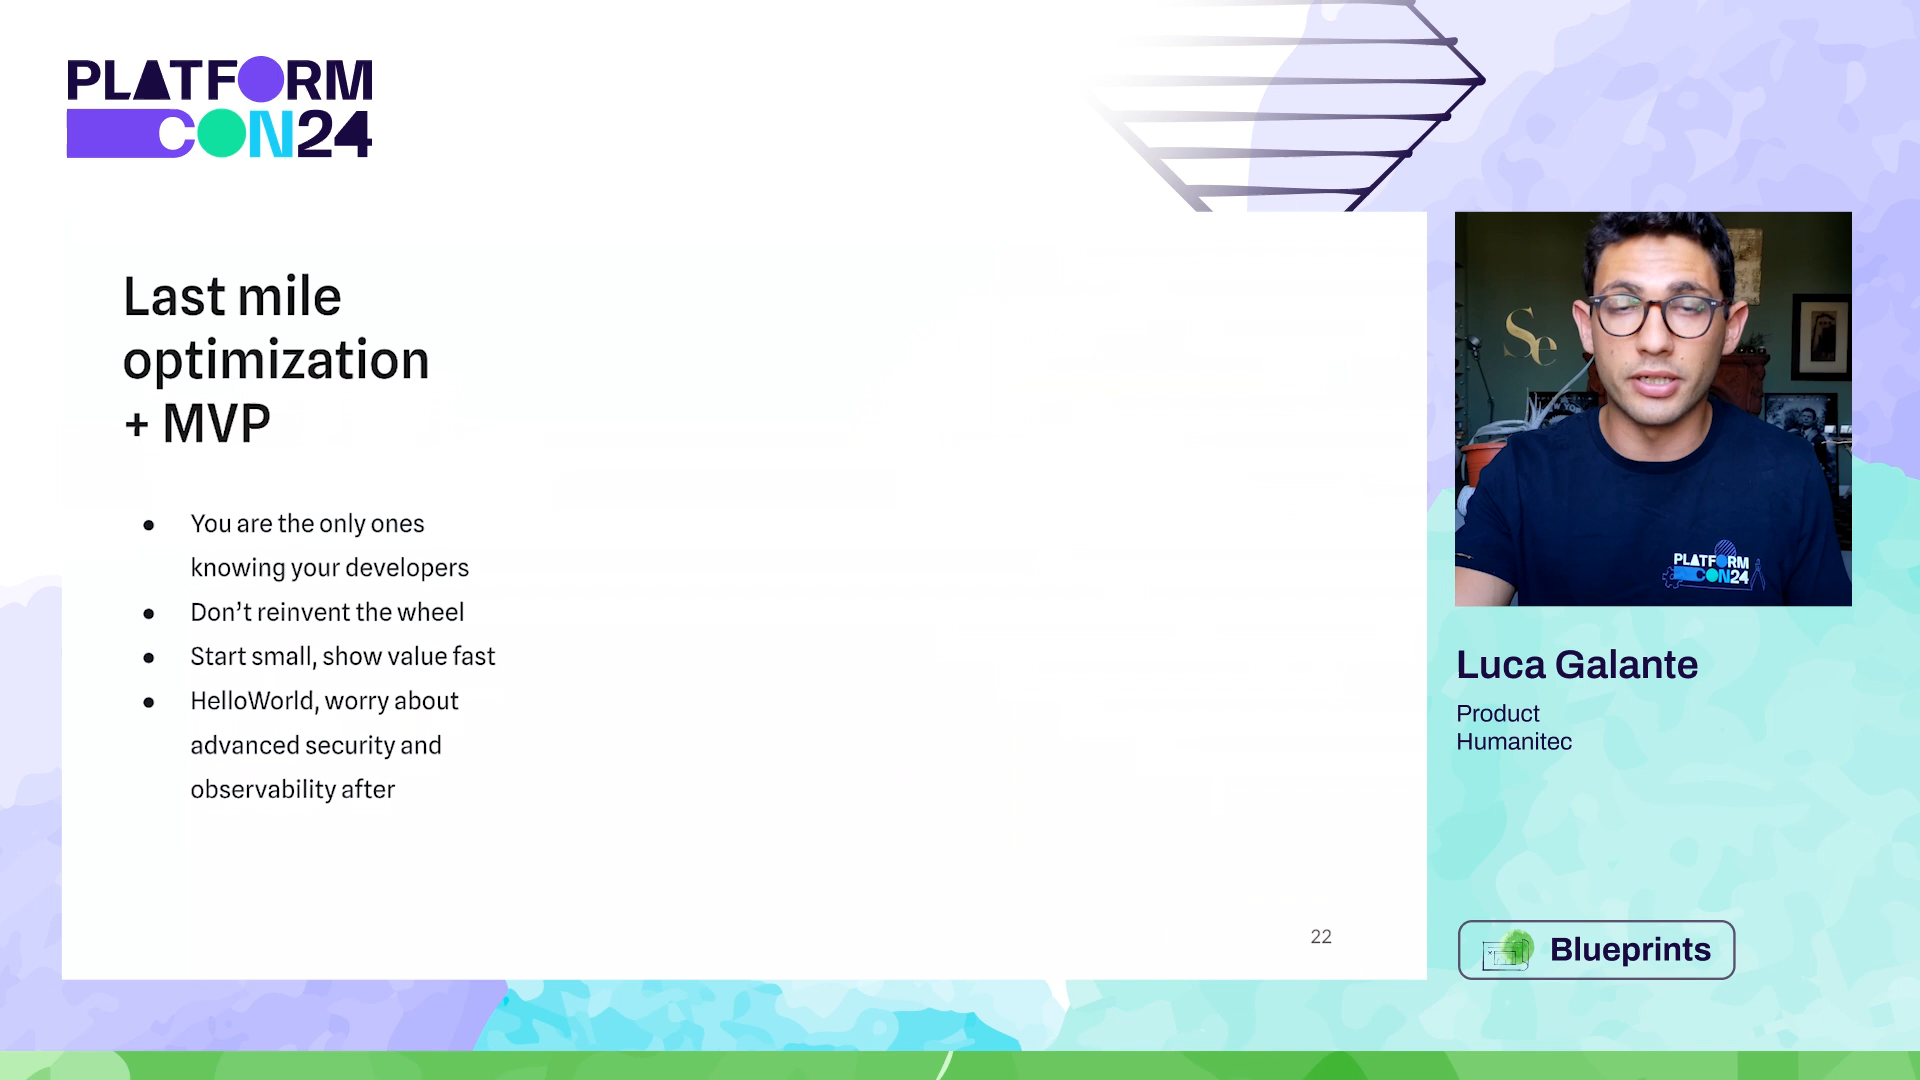 PLATFORM
CON24
Last mile
optimization
+ MVP
● You are the only ones
knowing your developers
● Don’t reinvent the wheel
● Start small, show value fast
● HelloWorld, worry about
advanced security and
observability after
22
Se
PLATFORM
CON24
Luca Galante
Product
Humanitec
Blueprints